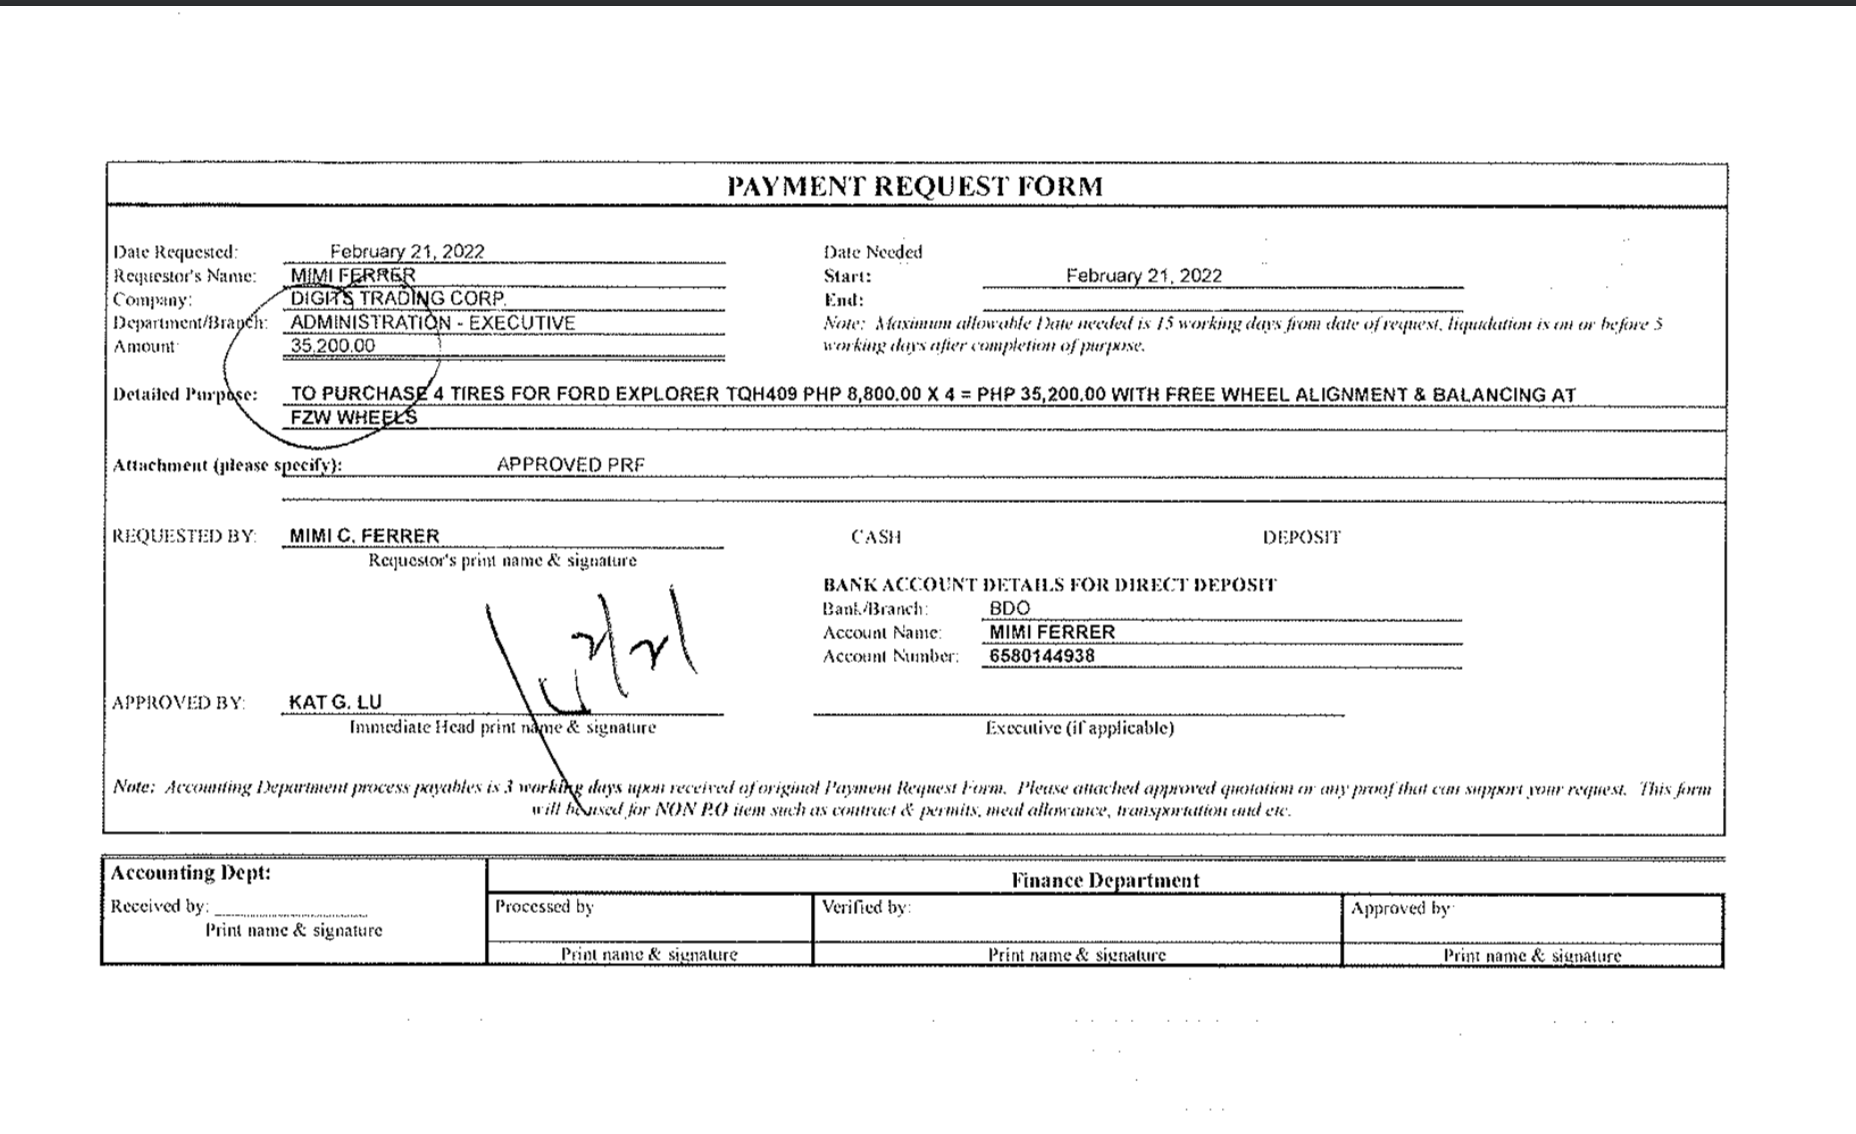 PAYMENT REQUEST FORM
Date Requested: February 21, 2022
Requestor's Name: MIMI FERRER
Company: DIGITS TRADING CORP.
Department/Branch: ADMINISTRATION - EXECUTIVE
Amount 35,200.00
Date Needed
Start: February 21, 2022
End:
Note: Maximum allowable Date needed is 15 working days from date of request, liquidation is on or before 5
working days after completion of purpose.
Detailed Purpose: TO PURCHASE 4 TIRES FOR FORD EXPLORER TQH409 PHP 8,800.00 X 4 = PHP 35,200.00 WITH FREE WHEEL ALIGNMENT & BALANCING AT
FZW WHEELS
Attachment (please specify): APPROVED PRF
REQUESTED BY: MIMI C. FERRER
Requestor's print name & signature
CASH DEPOSIT
BANK ACCOUNT DETAILS FOR DIRECT DEPOSIT
Bank/Branch: BDO
Account Name: MIMI FERRER
Account Number: 6580144938
2/21
APPROVED BY: KAT G. LU
Immediate Head print name & signature
Executive (if applicable)
Note: Accounting Department process payables is 3 working days upon received of original Payment Request Form. Please attached approved quotation or any proof that can support your request. This form
will be used for NON P.O item such as contract & permits, meal allowance, transportation and etc.
Accounting Dept:
Received by:
Print name & signature
Finance Department
Processed by
Print name & signature
Verified by:
Print name & signature
Approved by
Print name & signature